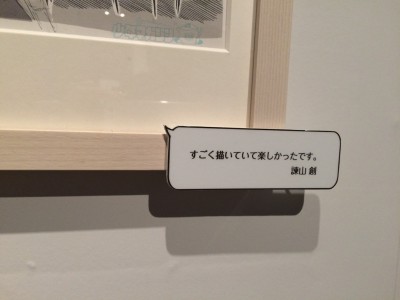 すごく描いていて楽しかったです。
諫山 創